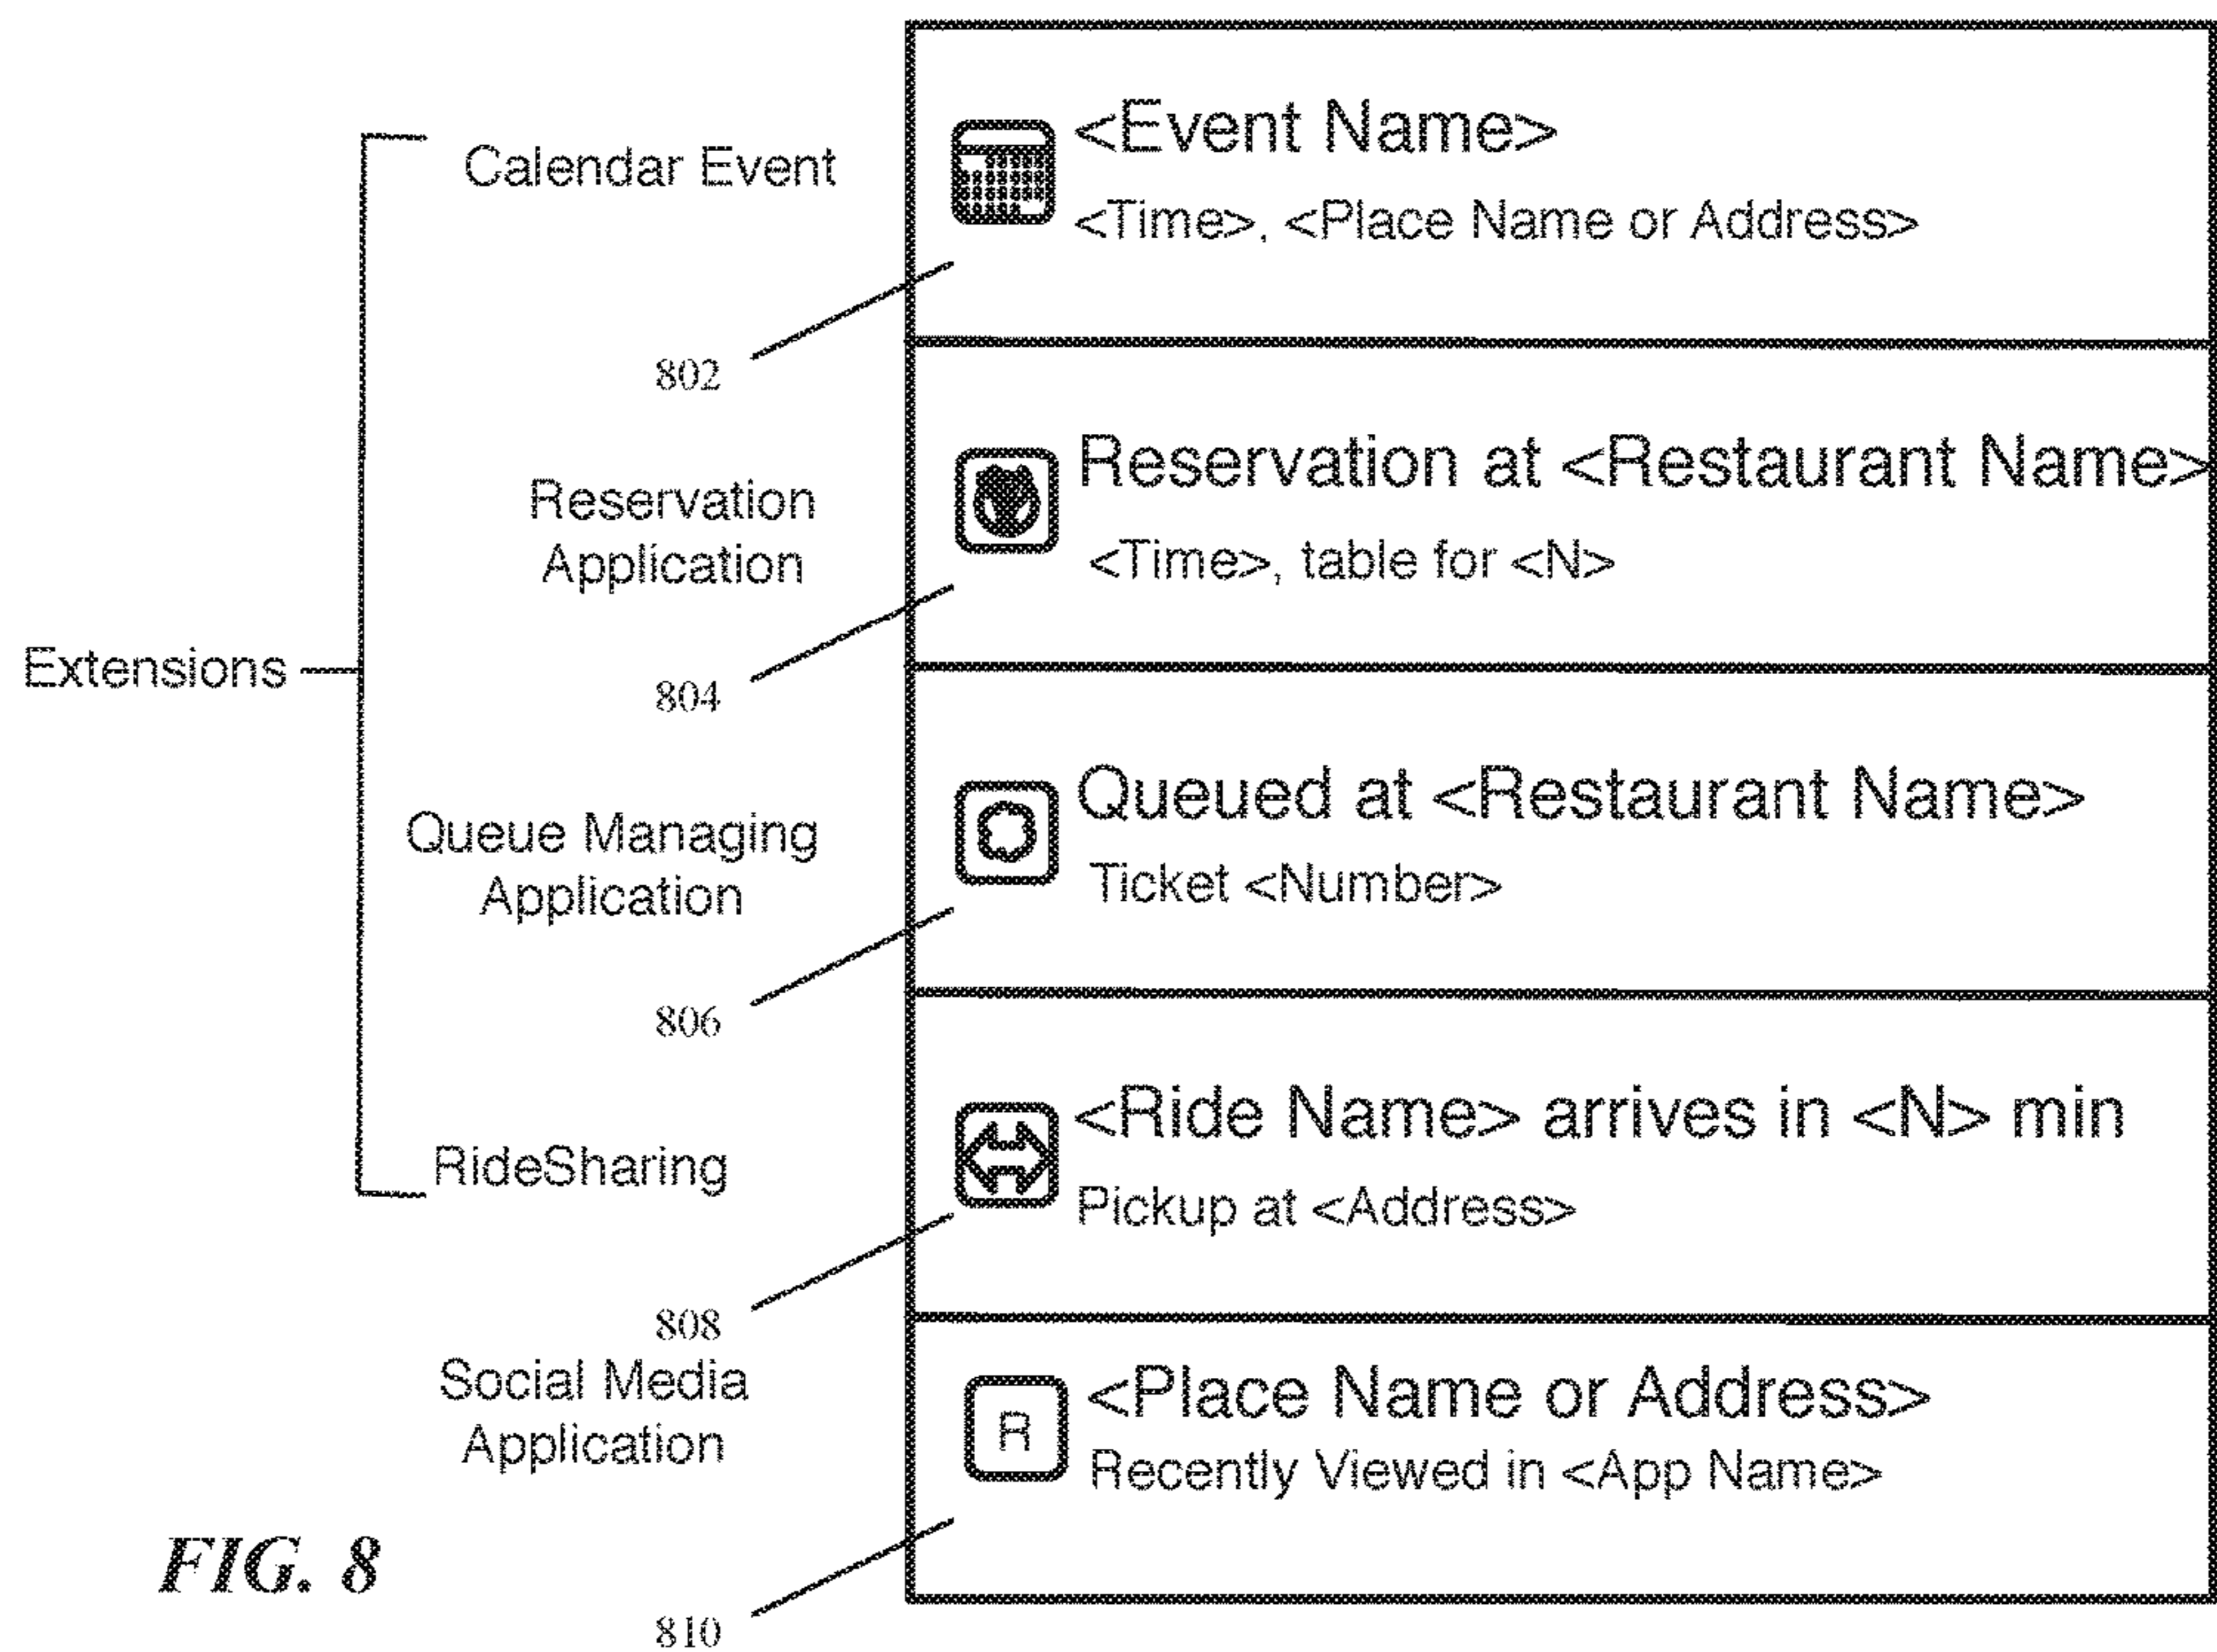 Calendar Event
<Event Name>
<Time>, <Place Name or Address>
802
Reservation
Application
Reservation at <Restaurant Name>
<Time>, table for <N>
Extensions
804
Queue Managing
Application
Queued at <Restaurant Name>
Ticket <Number>
806
RideSharing
<Ride Name> arrives in <N> min
Pickup at <Address>
808
Social Media
Application
R
<Place Name or Address>
Recently Viewed in <App Name>
FIG. 8
810